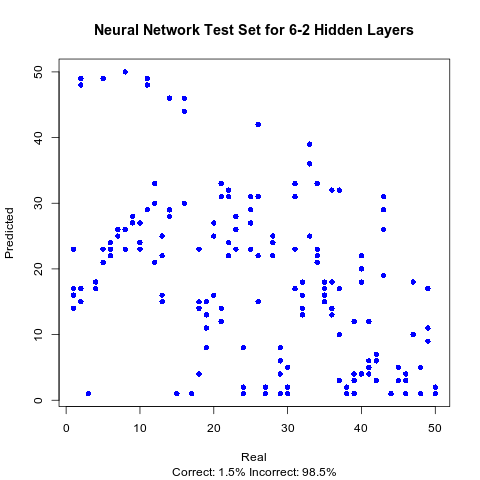 Neural Network Test Set for 6-2 Hidden Layers
Predicted
50
40
30
20
10
0
0 10 20 30 40 50
Real
Correct: 1.5% Incorrect: 98.5%